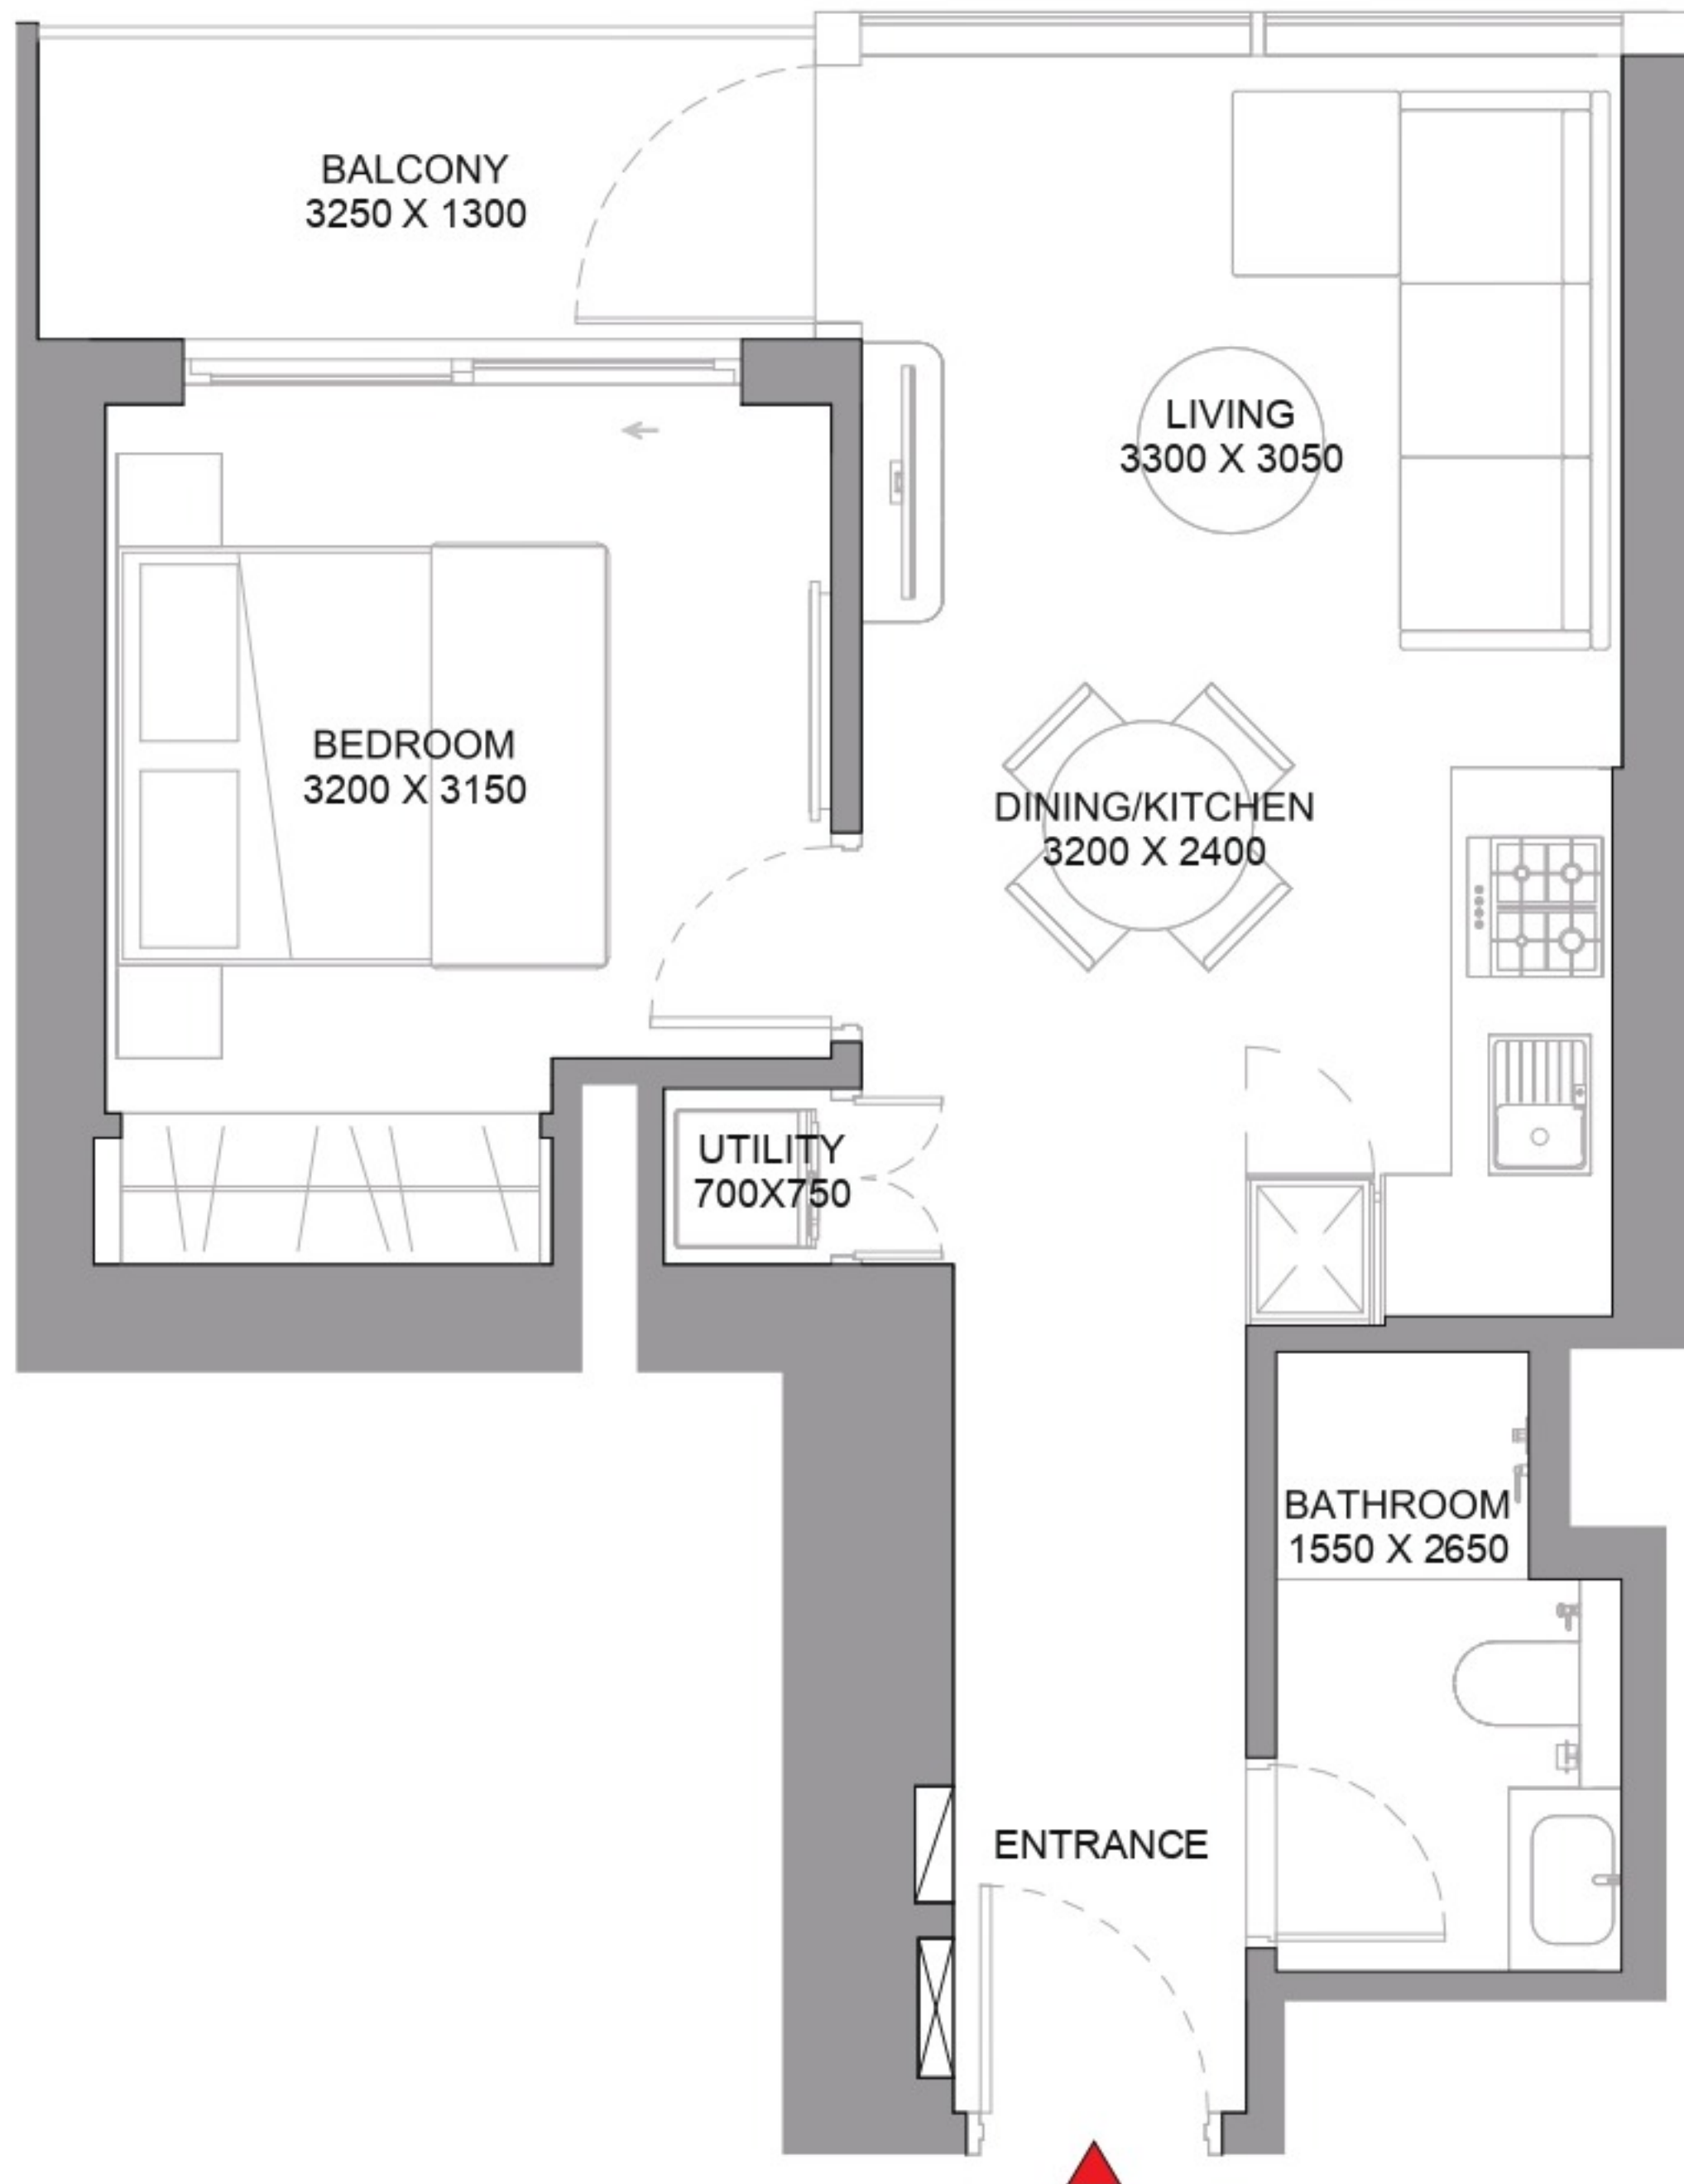 BALCONY
3250 X 1300
LIVING
3300 X 3050
BEDROOM
3200 X 3150
DINING/KITCHEN
3200 X 2400
UTILITY
700X750
BATHROOM
1550 X 2650
ENTRANCE